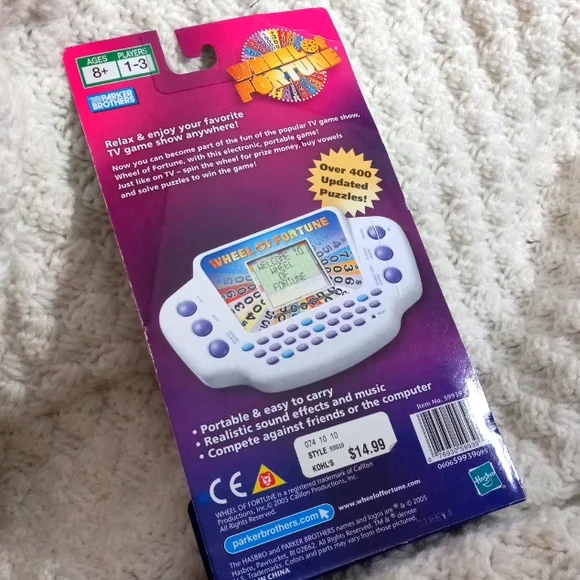 AGES
8+
PLAYERS
1-3
PARKER
BROTHERS
WHEEL OF
FORTUNE
Relax & enjoy your favorite
TV game show anywhere!
Now you can become part of the fun of the popular TV game show,
Wheel of Fortune, with this electronic, portable game!
Just like on TV – spin the wheel for prize money, buy vowels
and solve puzzles to win the game!
Over 400
Updated
Puzzles!
WHEEL OF FORTUNE
WELCOME TO
WHEEL
OF
FORTUNE
• Portable & easy to carry
• Realistic sound effects and music
• Compete against friends or the computer
074 10 10
STYLE 59939
KOHL'S $14.99
Item No. 59939
060659939095
CE
WHEEL OF FORTUNE is a registered trademark of Califon
Productions, Inc. © 2005 Califon Productions, Inc.
All Rights Reserved.
www.wheeloffortune.com
parkerbrothers.com
Hasbro
The HASBRO and PARKER BROTHERS names and logos are ® & © 2005
Hasbro, Pawtucket, RI 02862. All Rights Reserved. TM & ® denote
U.S. Trademarks. Colors and parts may vary from those pictured.
IN CHINA